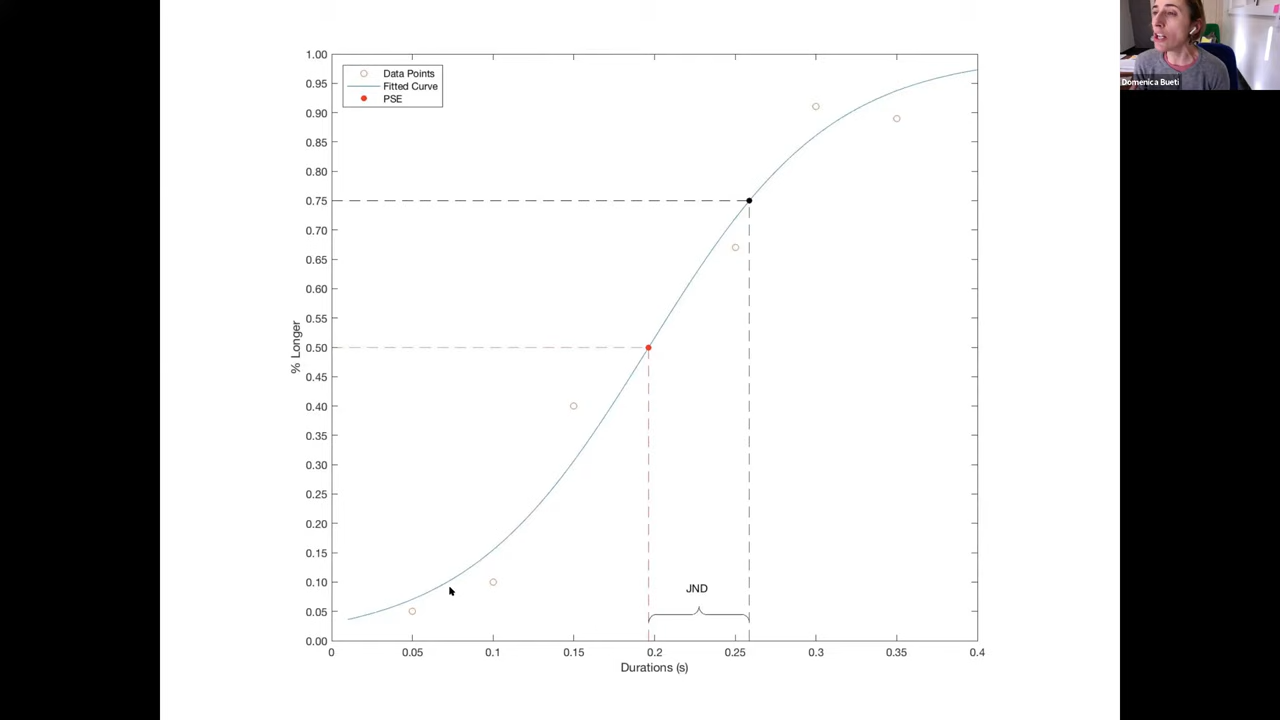 Domenica Bueti
Data Points
Fitted Curve
PSE
1.00
0.95
0.90
0.85
0.80
0.75
0.70
0.65
0.60
0.55
0.50
0.45
0.40
0.35
0.30
0.25
0.20
0.15
0.10
0.05
0.00
% Longer
JND
0 0.05 0.1 0.15 0.2 0.25 0.3 0.35 0.4
Durations (s)